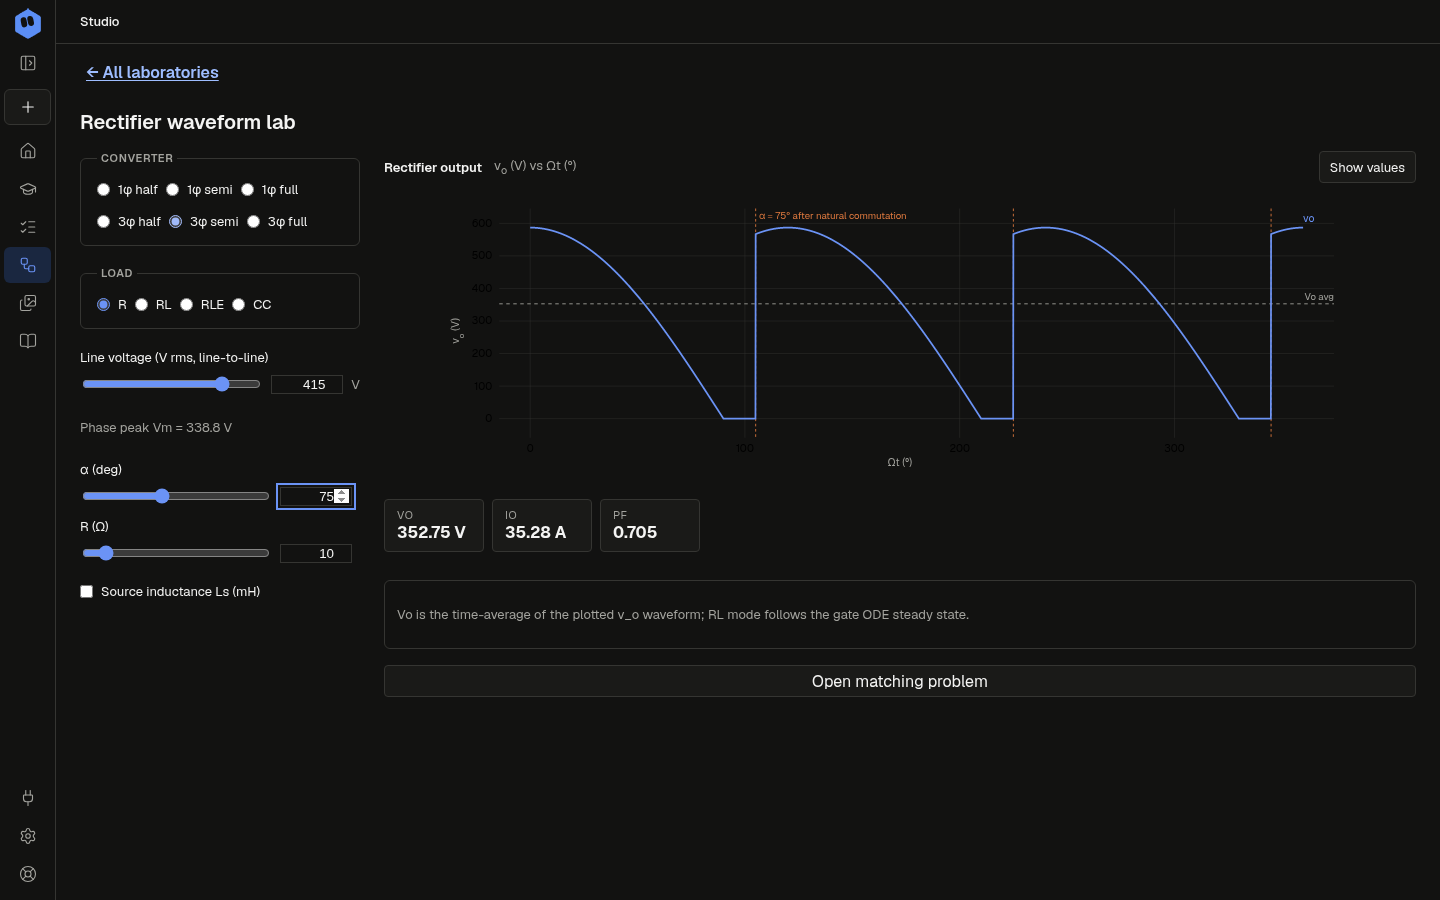 Studio
← All laboratories
Rectifier waveform lab
CONVERTER
1φ half 1φ semi 1φ full
3φ half 3φ semi 3φ full
LOAD
R RL RLE CC
Line voltage (V rms, line-to-line)
415 V
Phase peak Vm = 338.8 V
α (deg)
75
R (Ω)
10
Source inductance Ls (mH)
Rectifier output vo (V) vs Ωt (°)
Show values
α = 75° after natural commutation
vo
Vo avg
600
500
400
300
200
100
0
vo (V)
0 100 200 300
Ωt (°)
VO
352.75 V
IO
35.28 A
PF
0.705
Vo is the time-average of the plotted v_o waveform; RL mode follows the gate ODE steady state.
Open matching problem